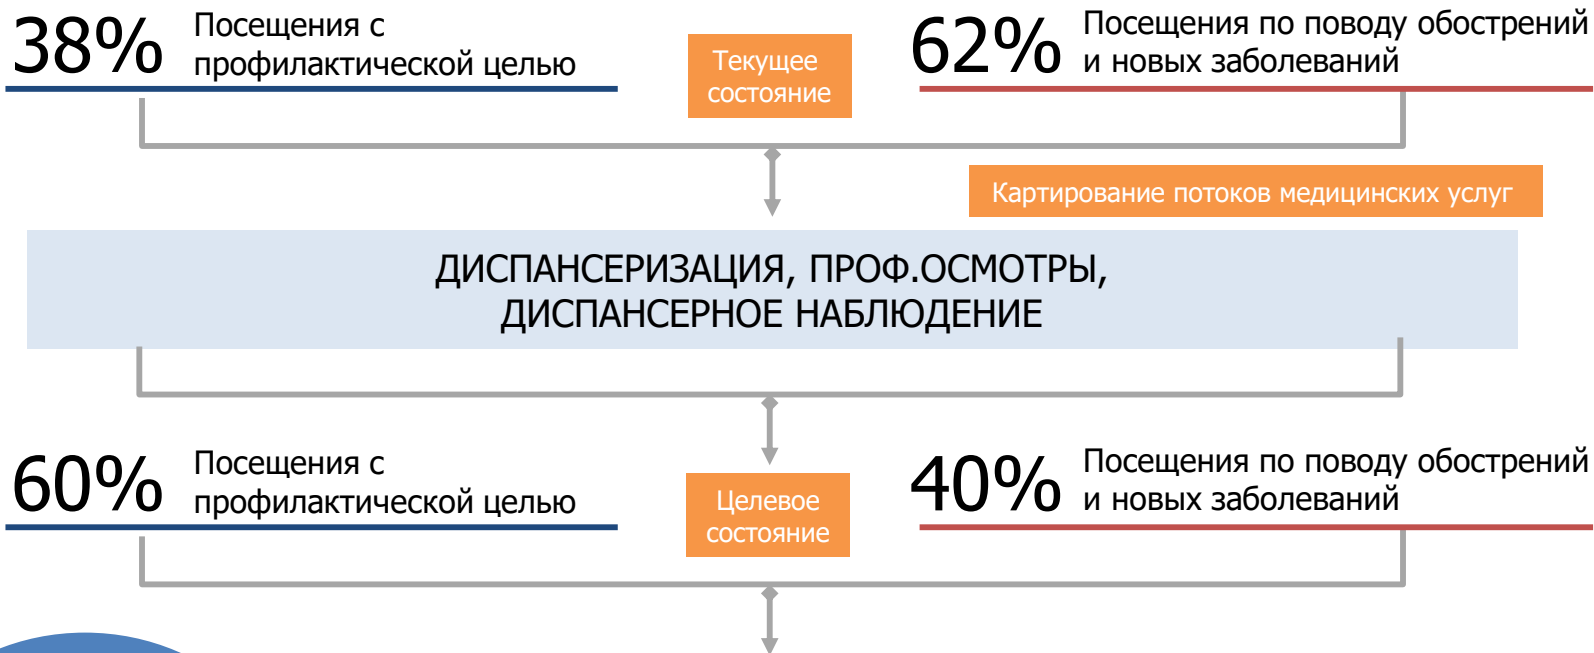 38%
Посещения с
профилактической целью
Текущее
состояние
62%
Посещения по поводу обострений
и новых заболеваний
Картирование потоков медицинских услуг
ДИСПАНСЕРИЗАЦИЯ, ПРОФ.ОСМОТРЫ,
ДИСПАНСЕРНОЕ НАБЛЮДЕНИЕ
60%
Посещения с
профилактической целью
Целевое
состояние
40%
Посещения по поводу обострений
и новых заболеваний